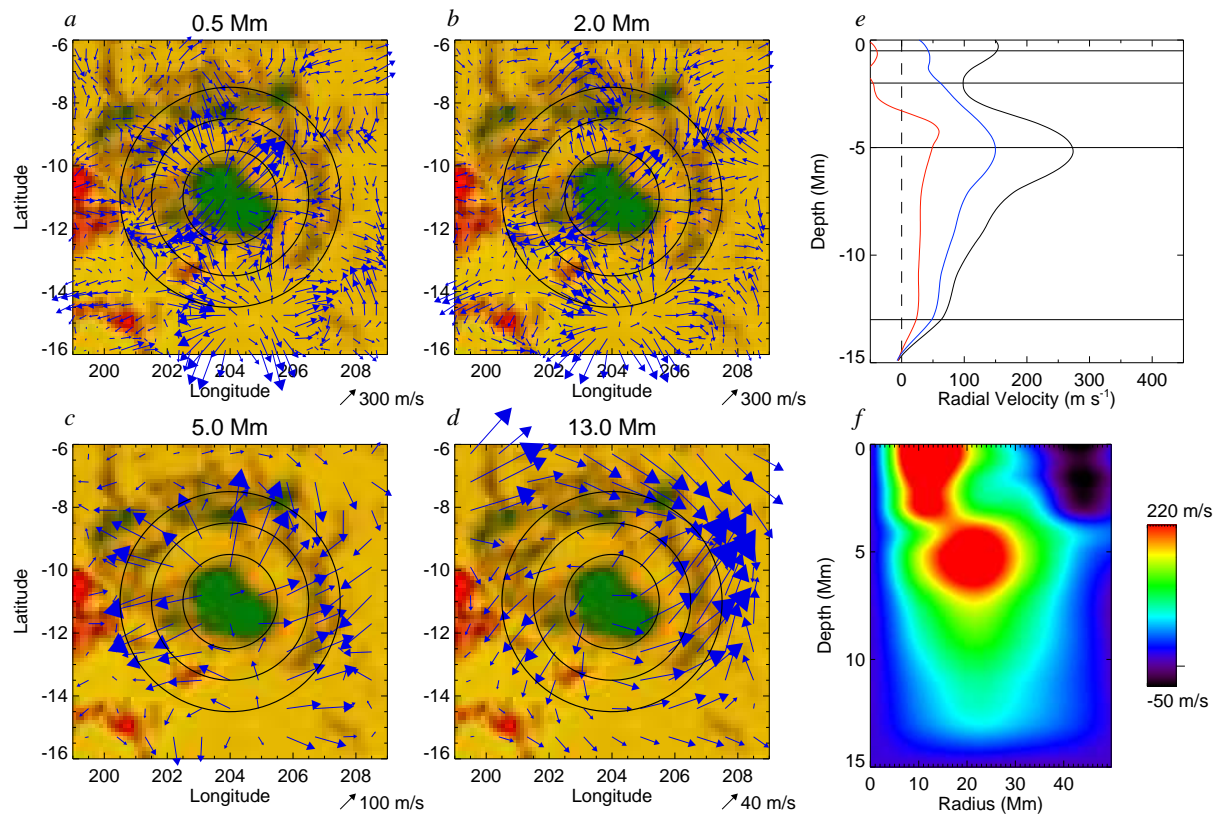 a 0.5 Mm
-6
-8
-10
-12
-14
-16
Latitude
200 202 204 206 208
Longitude
300 m/s
b 2.0 Mm
-6
-8
-10
-12
-14
-16
200 202 204 206 208
Longitude
300 m/s
e
0
-5
-10
-15
Depth (Mm)
0 100 200 300 400
Radial Velocity (m s⁻¹)
c 5.0 Mm
-6
-8
-10
-12
-14
-16
Latitude
200 202 204 206 208
Longitude
100 m/s
d 13.0 Mm
-6
-8
-10
-12
-14
-16
200 202 204 206 208
Longitude
40 m/s
f
0
5
10
15
Depth (Mm)
0 10 20 30 40
Radius (Mm)
220 m/s
-50 m/s